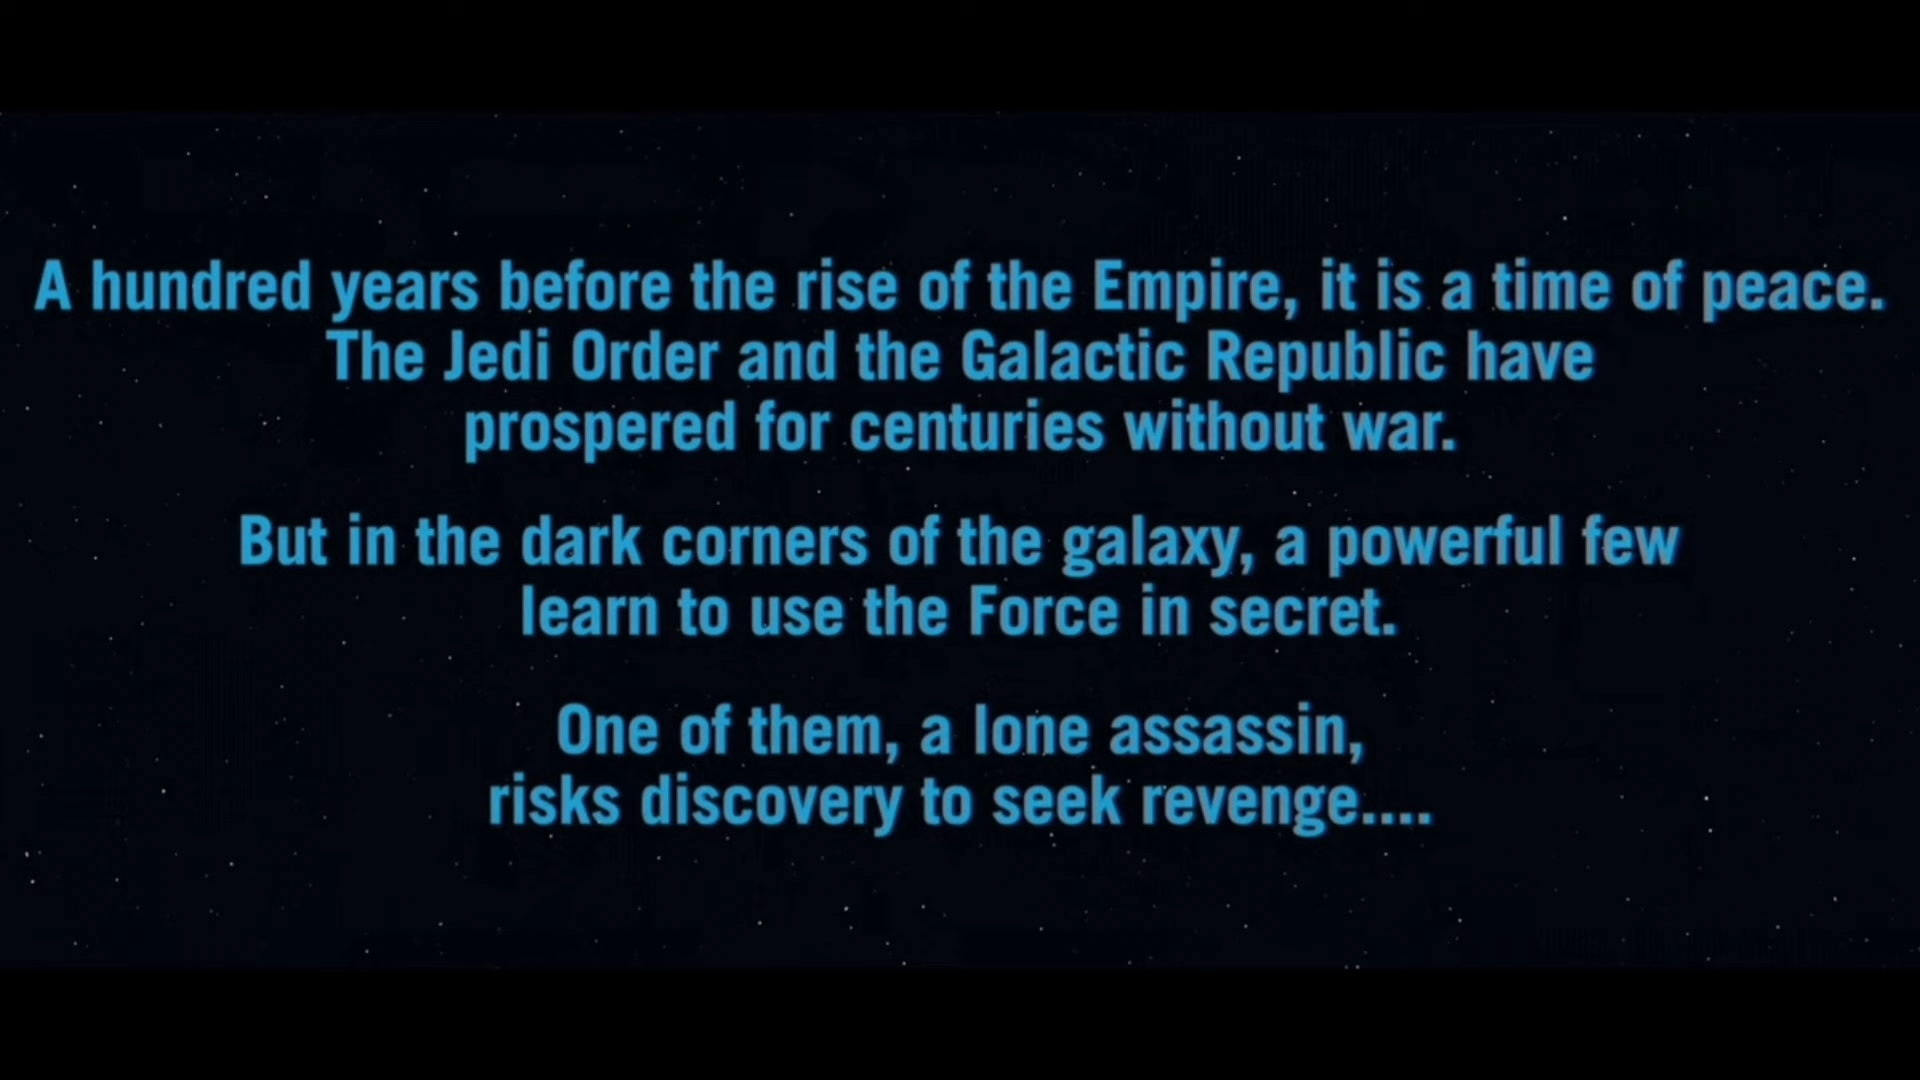 A hundred years before the rise of the Empire, it is a time of peace.
The Jedi Order and the Galactic Republic have
prospered for centuries without war.
But in the dark corners of the galaxy, a powerful few
learn to use the Force in secret.
One of them, a lone assassin,
risks discovery to seek revenge....